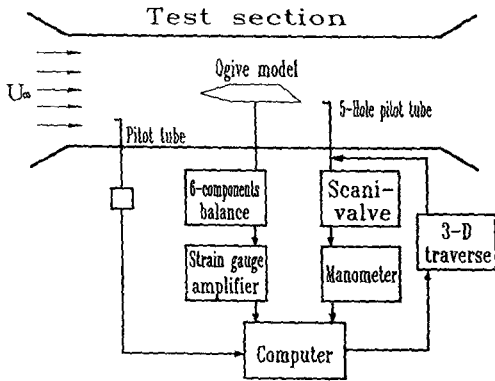 Test section
Ogive model
U∞
5-Hole pitot tube
Pitot tube
6-components
balance
Scani-
valve
3-D
traverse
Strain gauge
amplifier
Manometer
Computer